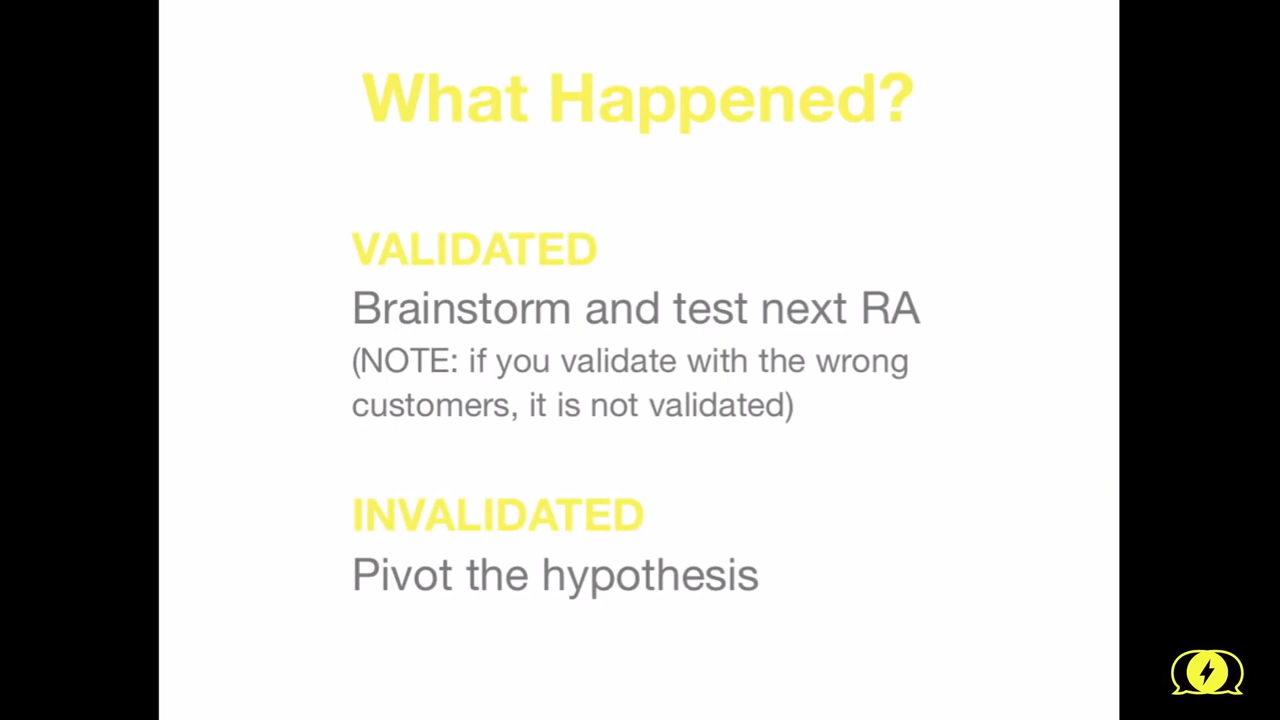 What Happened?
VALIDATED
Brainstorm and test next RA
(NOTE: if you validate with the wrong
customers, it is not validated)
INVALIDATED
Pivot the hypothesis